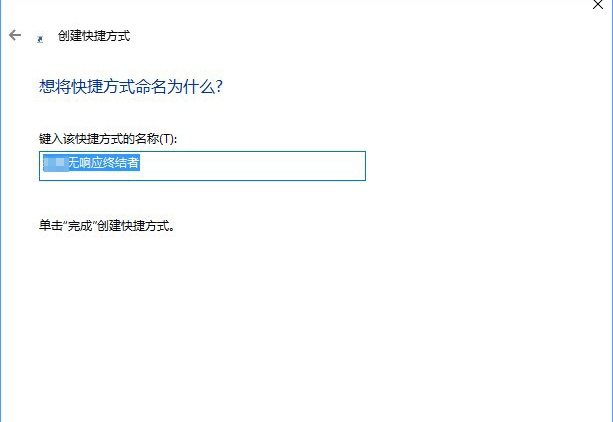 创建快捷方式
想将快捷方式命名为什么?
键入该快捷方式的名称(T):
无响应终结者
单击"完成"创建快捷方式。